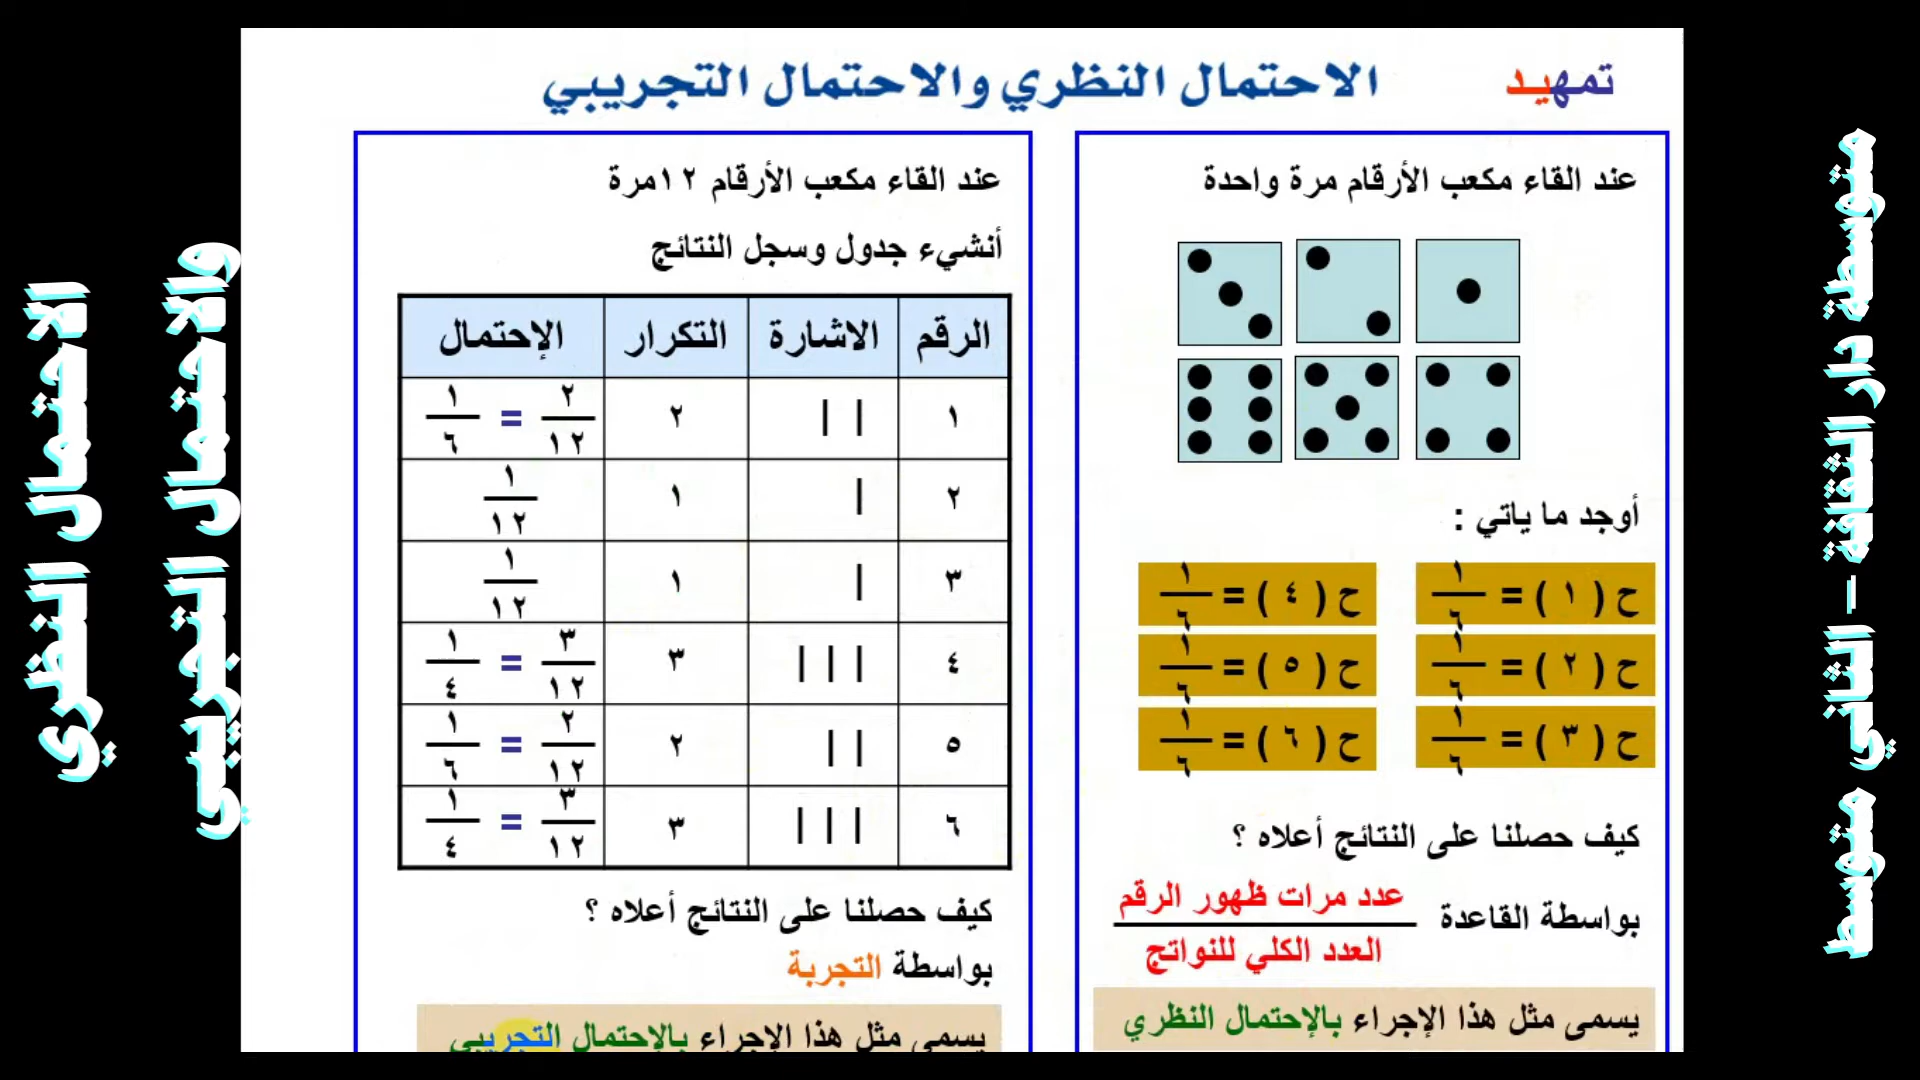 تمهيد
الاحتمال النظري والاحتمال التجريبي
عند القاء مكعب الأرقام مرة واحدة
أوجد ما ياتي :
ح ( ١ ) = ١/٦
ح ( ٤ ) = ١/٦
ح ( ٢ ) = ١/٦
ح ( ٥ ) = ١/٦
ح ( ٣ ) = ١/٦
ح ( ٦ ) = ١/٦
كيف حصلنا على النتائج أعلاه ؟
بواسطة القاعدة
عدد مرات ظهور الرقم
العدد الكلي للنواتج
يسمى مثل هذا الإجراء بالإحتمال النظري
عند القاء مكعب الأرقام ١٢مرة
أنشيء جدول وسجل النتائج
الرقم الاشارة التكرار الإحتمال
١ | | ٢ ٢/١٢ = ١/٦
٢ | ١ ١/١٢
٣ | ١ ١/١٢
٤ | | | ٣ ٣/١٢ = ١/٤
٥ | | ٢ ٢/١٢ = ١/٦
٦ | | | ٣ ٣/١٢ = ١/٤
كيف حصلنا على النتائج أعلاه ؟
بواسطة التجربة
يسمى مثل هذا الإجراء بالإحتمال التجريبي
متوسطة دار الثقافة – الثاني متوسط
الاحتمال النظري
والاحتمال التجريبي